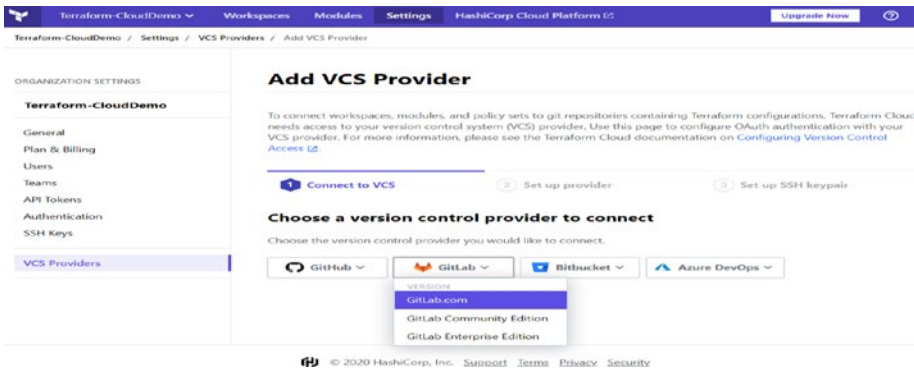 Terraform-CloudDemo Workspaces Modules Settings HashiCorp Cloud Platform Upgrade Now
Terraform-CloudDemo / Settings / VCS Providers / Add VCS Provider
ORGANIZATION SETTINGS
Terraform-CloudDemo
General
Plan & Billing
Users
Teams
API Tokens
Authentication
SSH Keys
VCS Providers
Add VCS Provider
To connect workspaces, modules, and policy sets to git repositories containing Terraform configurations, Terraform Cloud
needs access to your version control system (VCS) provider. Use this page to configure OAuth authentication with your
VCS provider. For more information, please see the Terraform Cloud documentation on Configuring Version Control
Access
1 Connect to VCS
2 Set up provider
3 Set up SSH keypair
Choose a version control provider to connect
Choose the version control provider you would like to connect.
GitHub GitLab Bitbucket Azure DevOps
VERSION
GitLab.com
GitLab Community Edition
GitLab Enterprise Edition
© 2020 HashiCorp, Inc. Support Terms Privacy Security